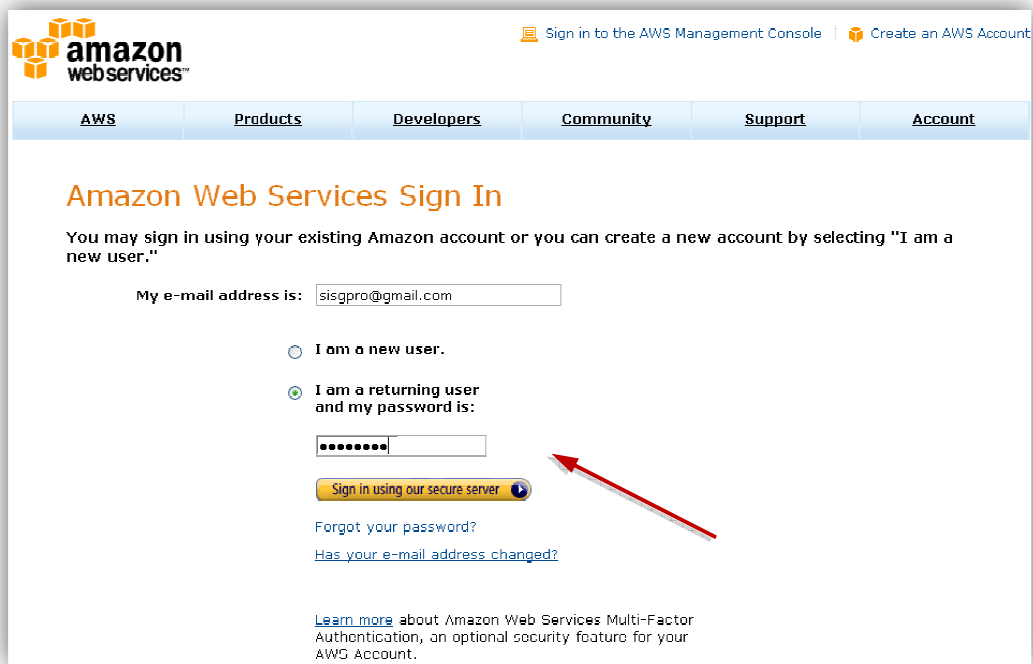 Sign in to the AWS Management Console
Create an AWS Account
amazon
webservices™
AWS
Products
Developers
Community
Support
Account
Amazon Web Services Sign In
You may sign in using your existing Amazon account or you can create a new account by selecting "I am a
new user."
My e-mail address is:
sisgpro@gmail.com
I am a new user.
I am a returning user
and my password is:
••••••••
Sign in using our secure server
Forgot your password?
Has your e-mail address changed?
Learn more about Amazon Web Services Multi-Factor
Authentication, an optional security feature for your
AWS Account.